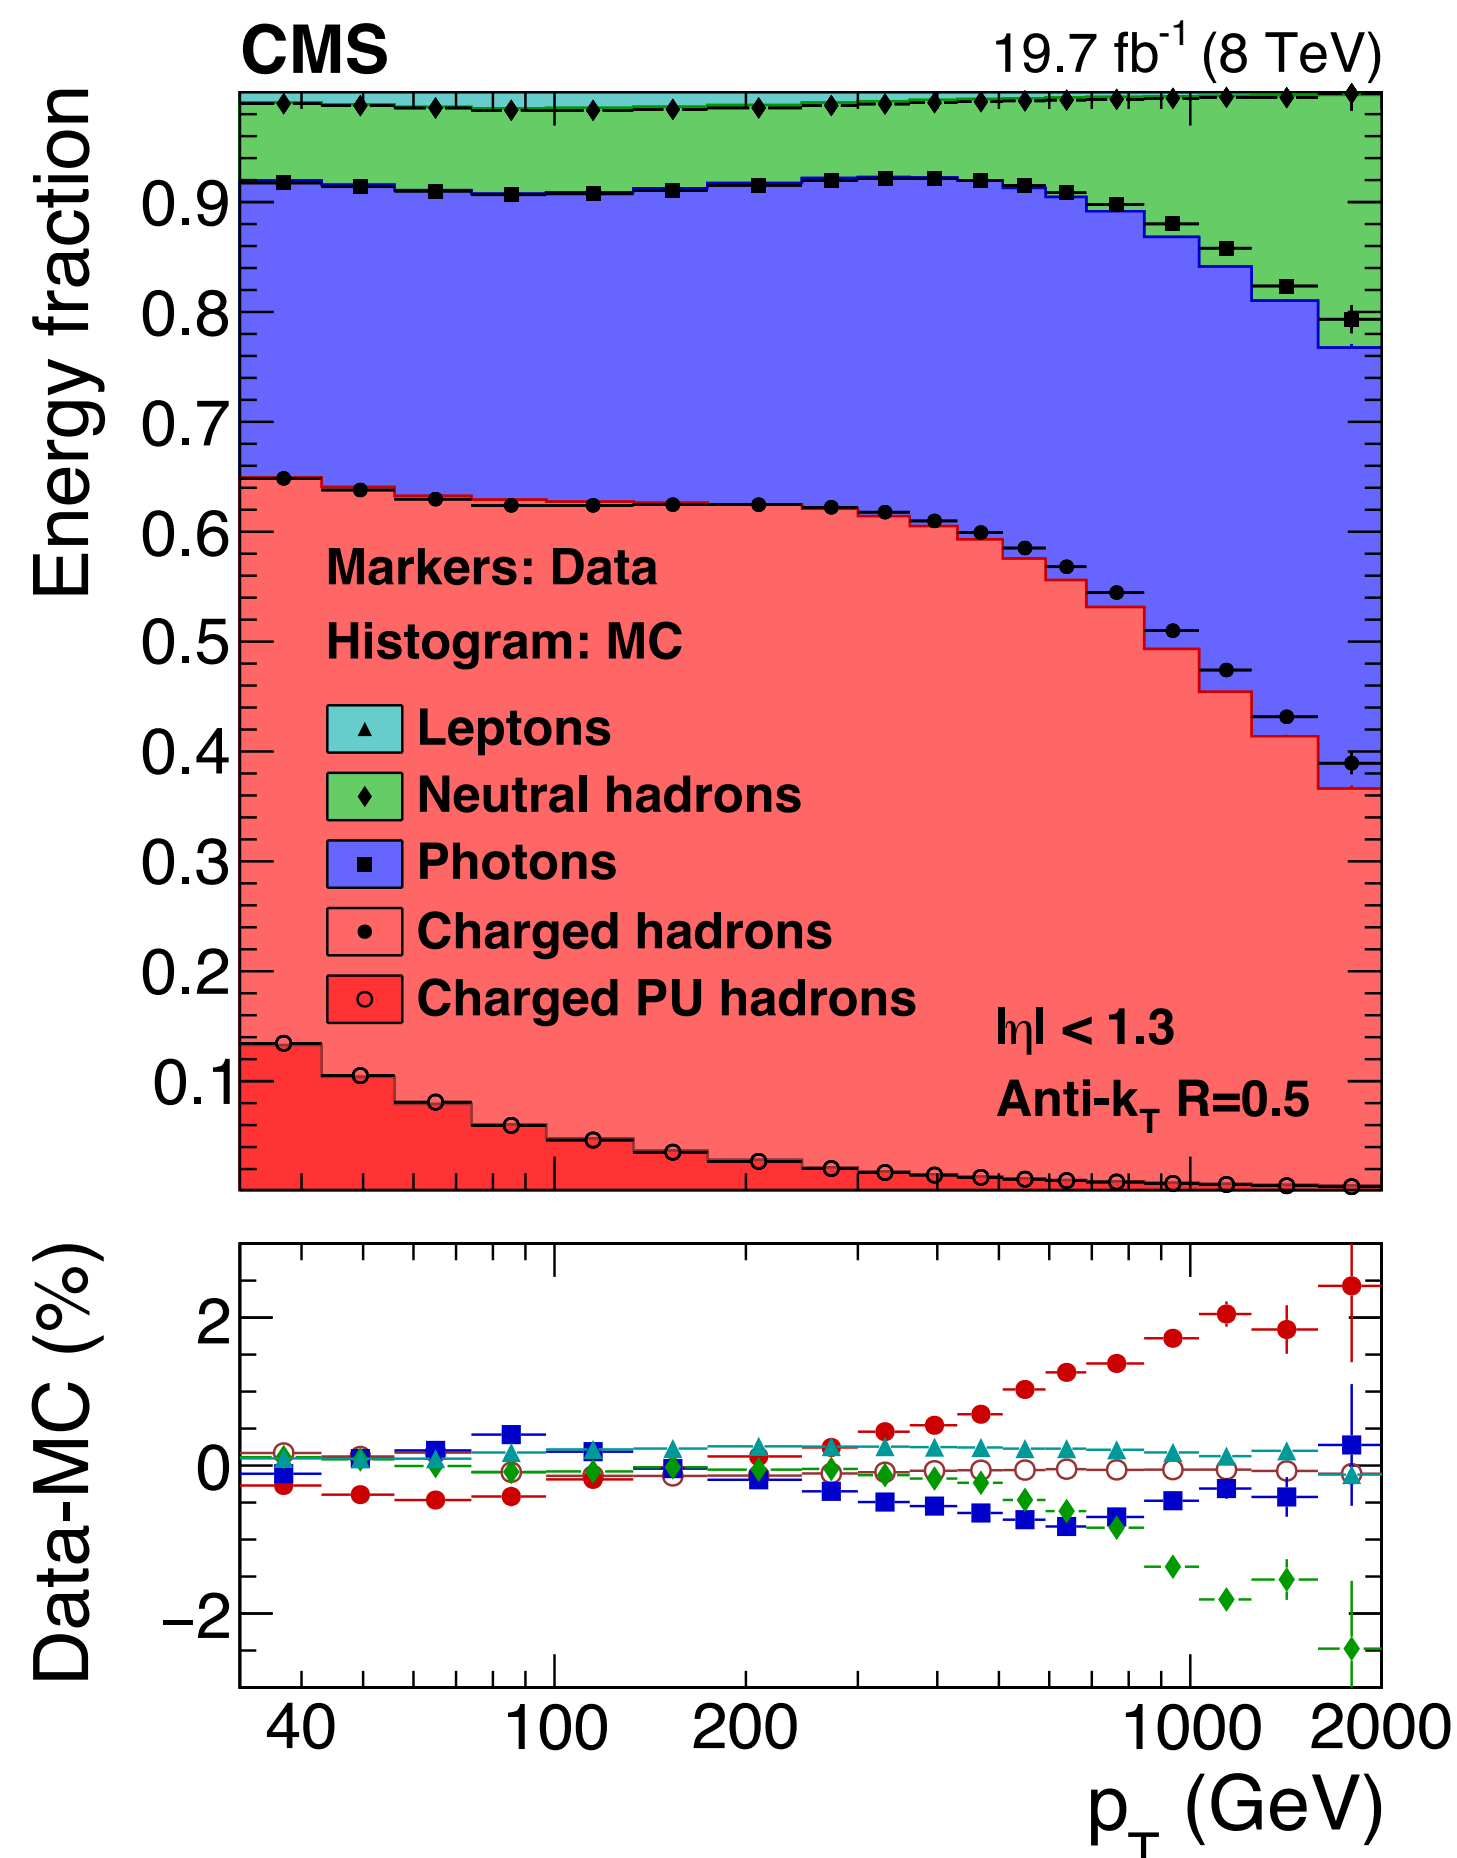 CMS
19.7 fb⁻¹ (8 TeV)
Energy fraction
0.9
0.8
0.7
0.6
0.5
0.4
0.3
0.2
0.1
Markers: Data
Histogram: MC
Leptons
Neutral hadrons
Photons
Charged hadrons
Charged PU hadrons
|η| < 1.3
Anti-k_T R=0.5
Data-MC (%)
2
0
−2
40 100 200 1000 2000
p_T (GeV)